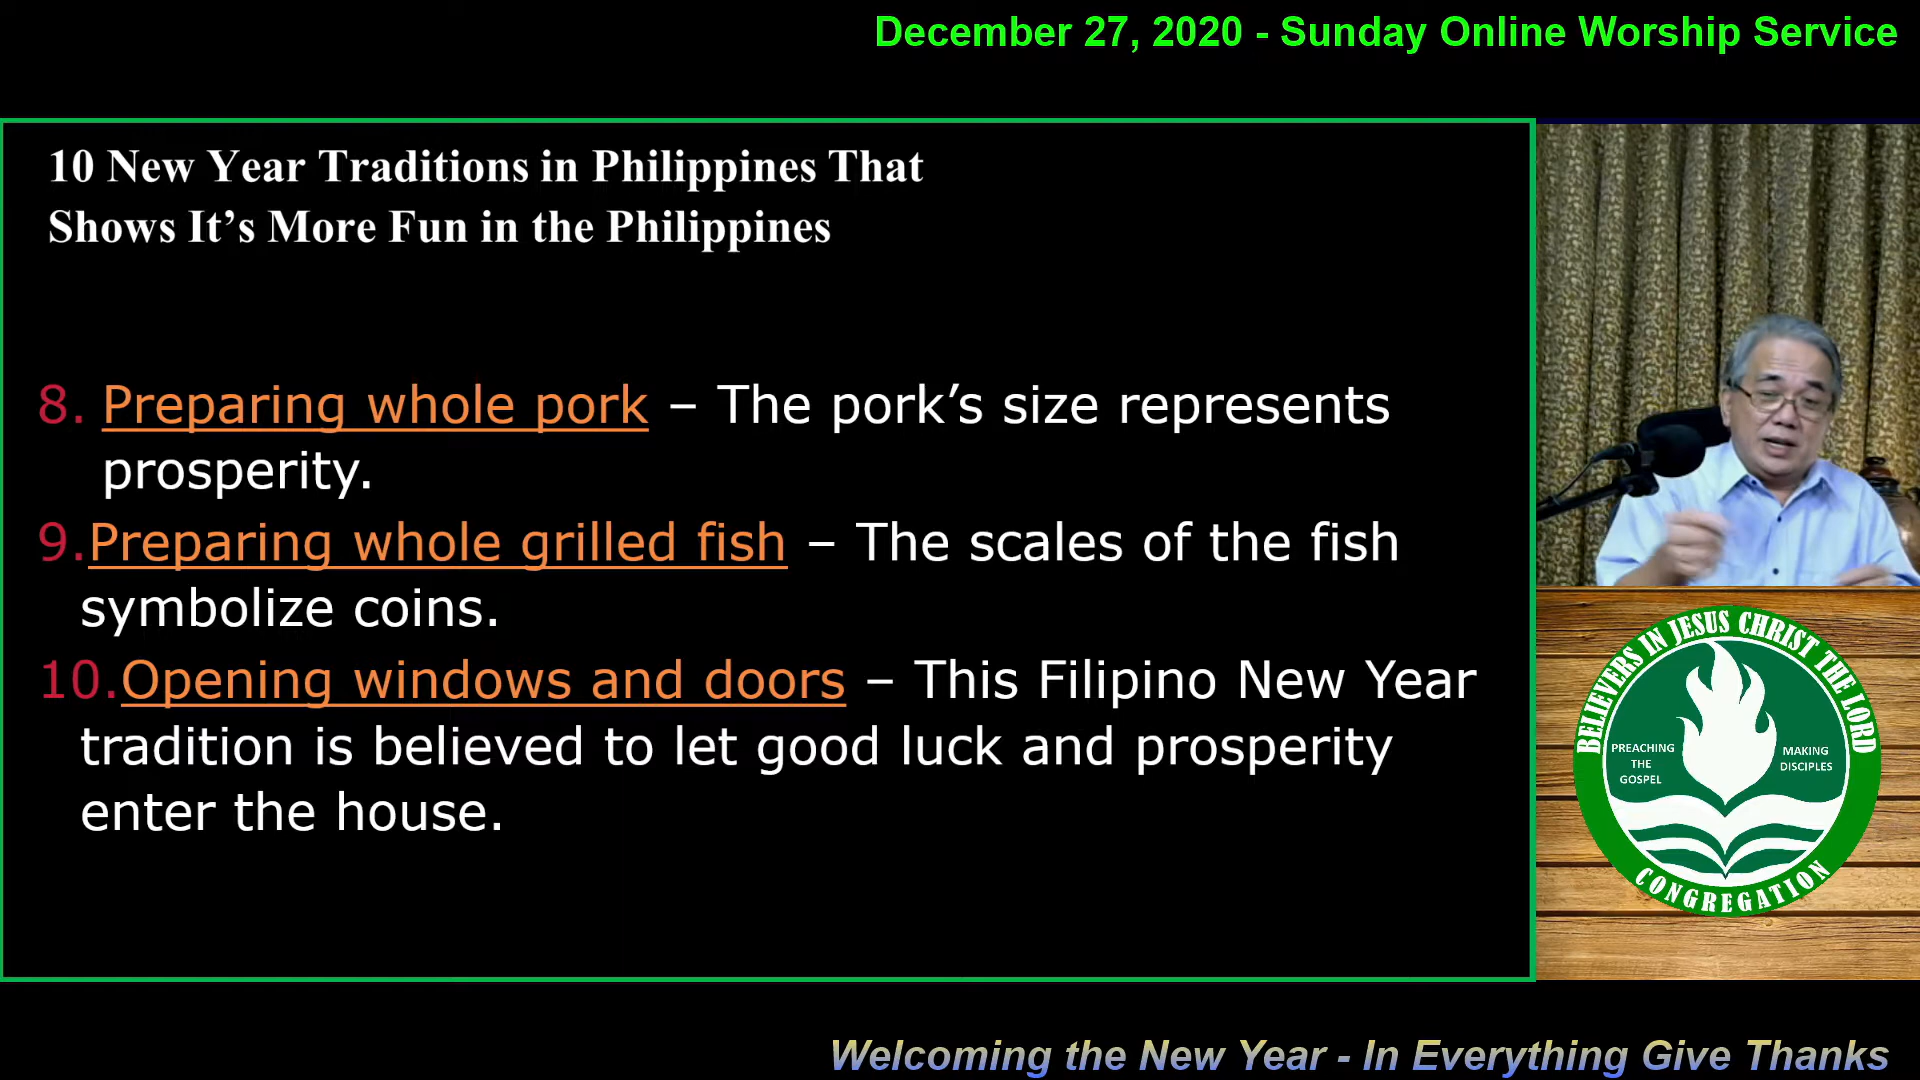 December 27, 2020 - Sunday Online Worship Service
10 New Year Traditions in Philippines That
Shows It’s More Fun in the Philippines
8. Preparing whole pork – The pork’s size represents
prosperity.
9.Preparing whole grilled fish – The scales of the fish
symbolize coins.
10.Opening windows and doors – This Filipino New Year
tradition is believed to let good luck and prosperity
enter the house.
BELIEVERS IN JESUS CHRIST THE LORD
PREACHING
THE
GOSPEL
MAKING
DISCIPLES
CONGREGATION
Welcoming the New Year - In Everything Give Thanks